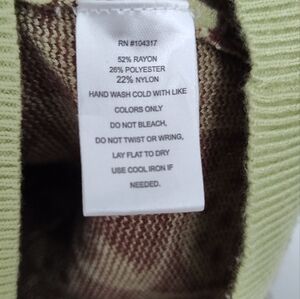 RN #104317
52% RAYON
26% POLYESTER
22% NYLON
HAND WASH COLD WITH LIKE
COLORS ONLY
DO NOT BLEACH,
DO NOT TWIST OR WRING,
LAY FLAT TO DRY
USE COOL IRON IF
NEEDED.